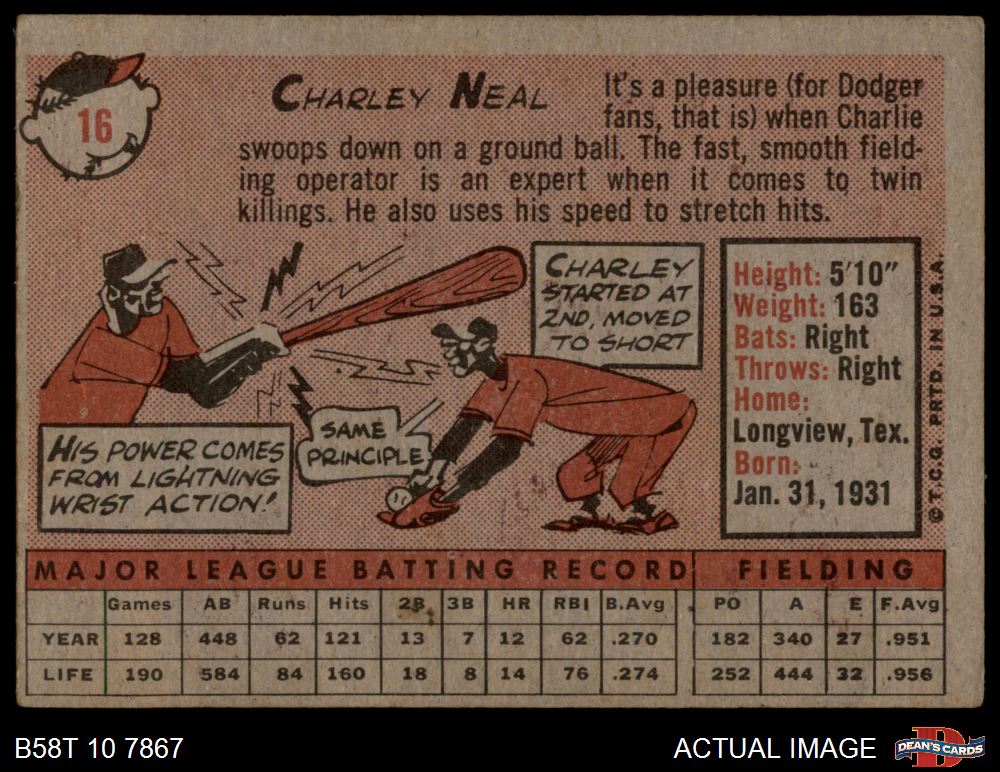 16
CHARLEY NEAL
It's a pleasure (for Dodger
fans, that is) when Charlie
swoops down on a ground ball. The fast, smooth field-
ing operator is an expert when it comes to twin
killings. He also uses his speed to stretch hits.
CHARLEY
STARTED AT
2ND, MOVED
TO SHORT
HIS POWER COMES
FROM LIGHTNING
WRIST ACTION!
SAME
PRINCIPLE
Height: 5'10"
Weight: 163
Bats: Right
Throws: Right
Home:
Longview, Tex.
Born:
Jan. 31, 1931
©T.C.G. PRTD. IN U.S.A.
MAJOR LEAGUE BATTING RECORD FIELDING
Games AB Runs Hits 2B 3B HR RBI B.Avg PO A E F.Avg
YEAR 128 448 62 121 13 7 12 62 .270 182 340 27 .951
LIFE 190 584 84 160 18 8 14 76 .274 252 444 32 .956
B58T 10 7867
ACTUAL IMAGE
DEAN'S CARDS